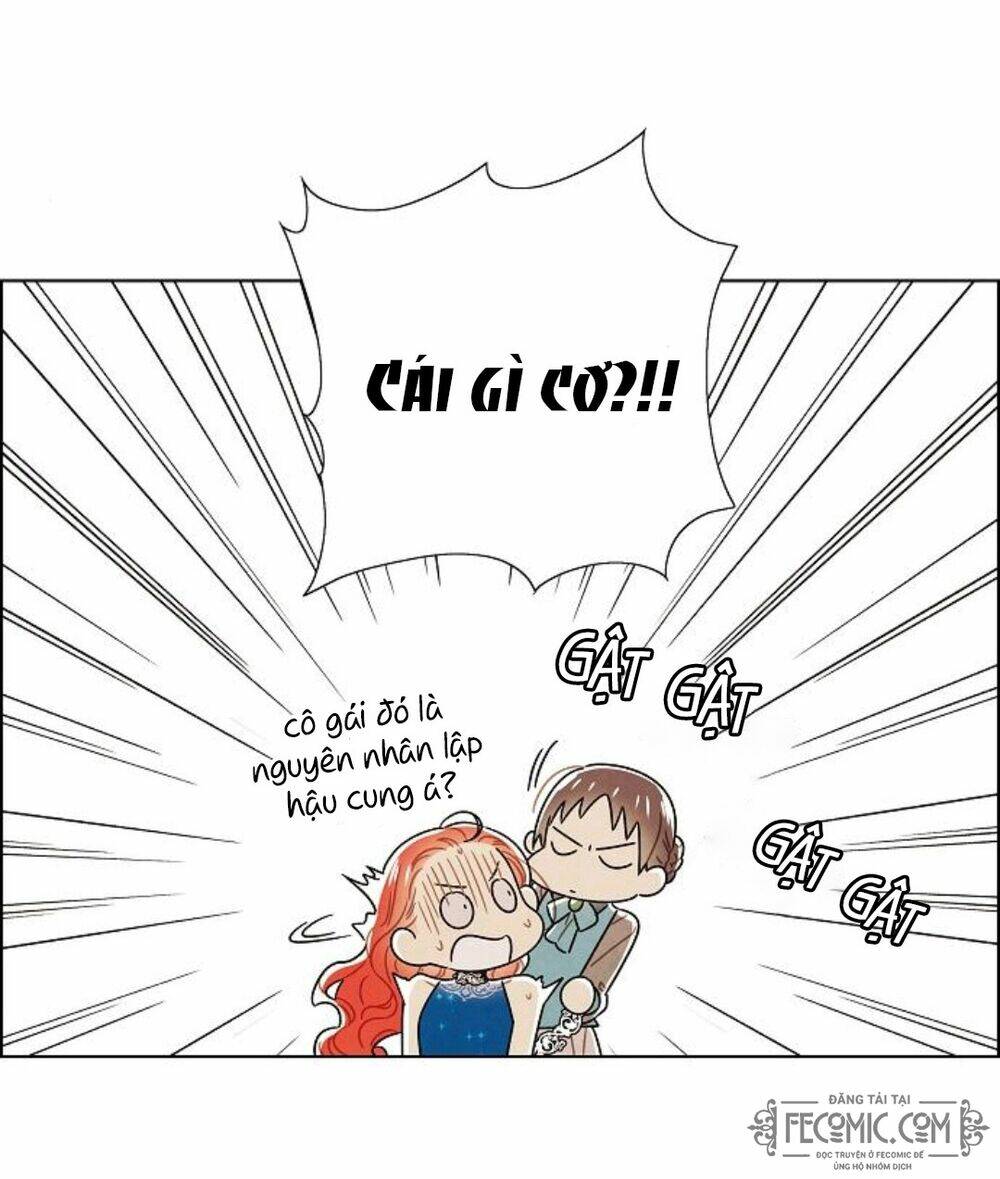 CÁI GÌ CƠ?!!
GẬT GẬT
cô gái đó là
nguyên nhân lập
hậu cung á?
GẬT GẬT
ĐĂNG TẢI TẠI
FECOMIC.COM
ĐỌC TRUYỆN Ở FECOMIC ĐỂ
ỦNG HỘ NHÓM DỊCH